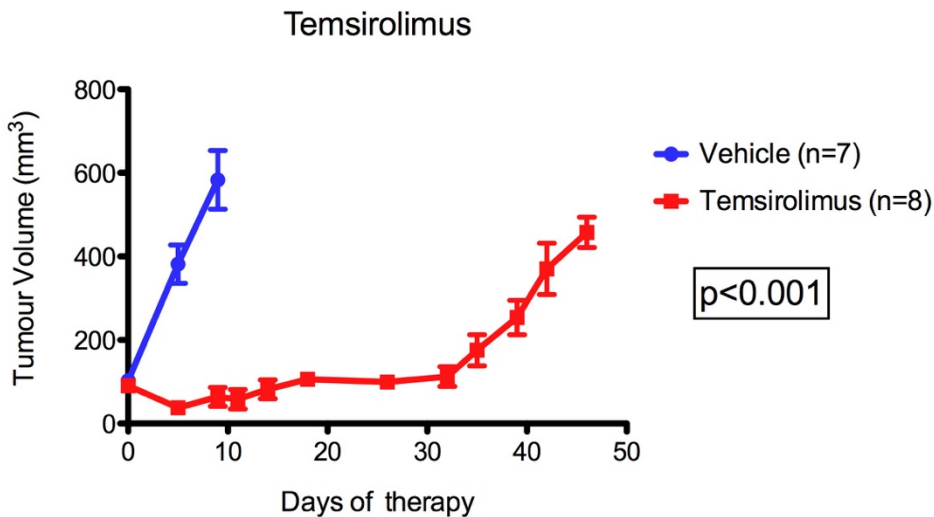 Temsirolimus
800
600
400
200
0
Tumour Volume (mm³)
0 10 20 30 40 50
Days of therapy
Vehicle (n=7)
Temsirolimus (n=8)
p<0.001